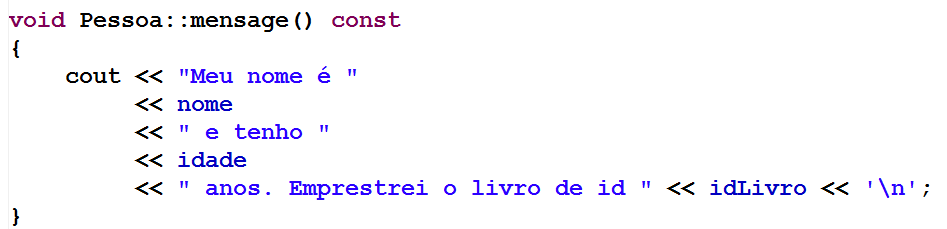 void Pessoa::mensage() const
{
    cout << "Meu nome é "
         << nome
         << " e tenho "
         << idade
         << " anos. Emprestrei o livro de id " << idLivro << '\n';
}